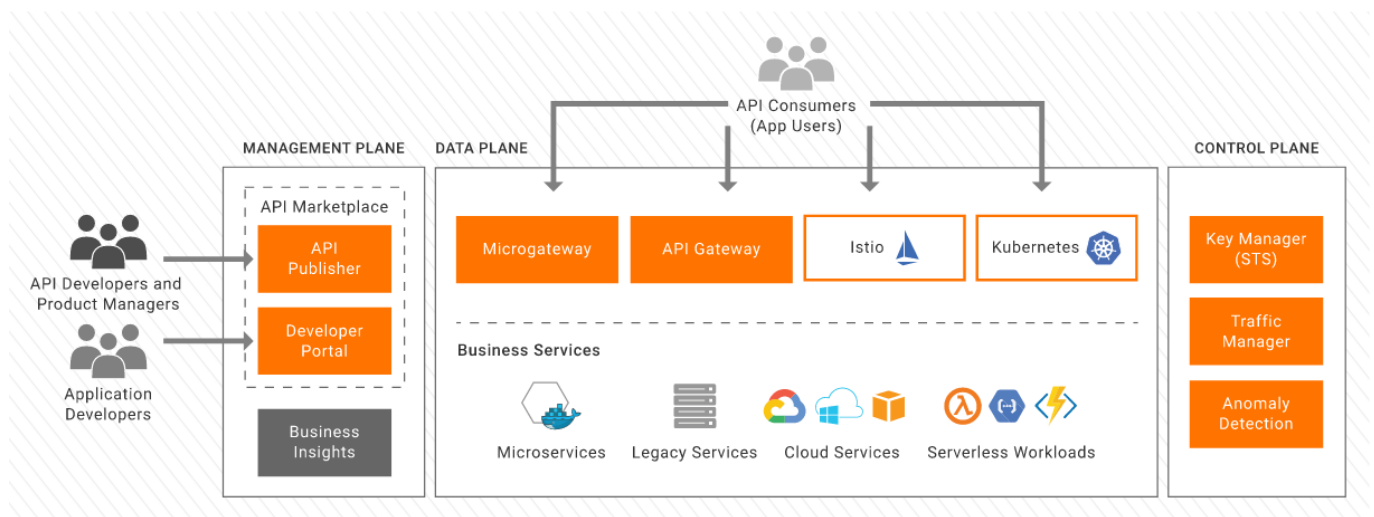 API Consumers
(App Users)
MANAGEMENT PLANE
DATA PLANE
CONTROL PLANE
API Marketplace
API
Publisher
Developer
Portal
Business
Insights
API Developers and
Product Managers
Application
Developers
Microgateway
API Gateway
Istio
Kubernetes
Business Services
Microservices
Legacy Services
Cloud Services
Serverless Workloads
Key Manager
(STS)
Traffic
Manager
Anomaly
Detection